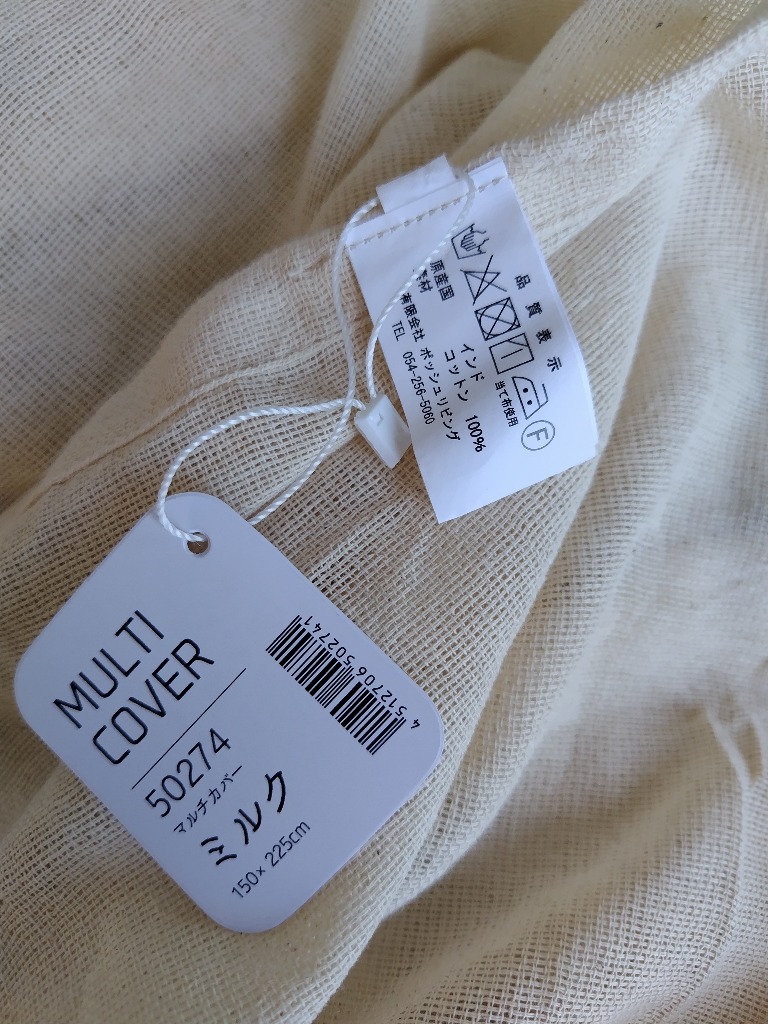 品質表示
当て布使用
F
原産国 インド
素材 コットン 100%
有限会社 ポッシュリビング
TEL 054-256-5060
MULTI
COVER
50274
マルチカバー
ミルク
150×225cm
4 512706 502741